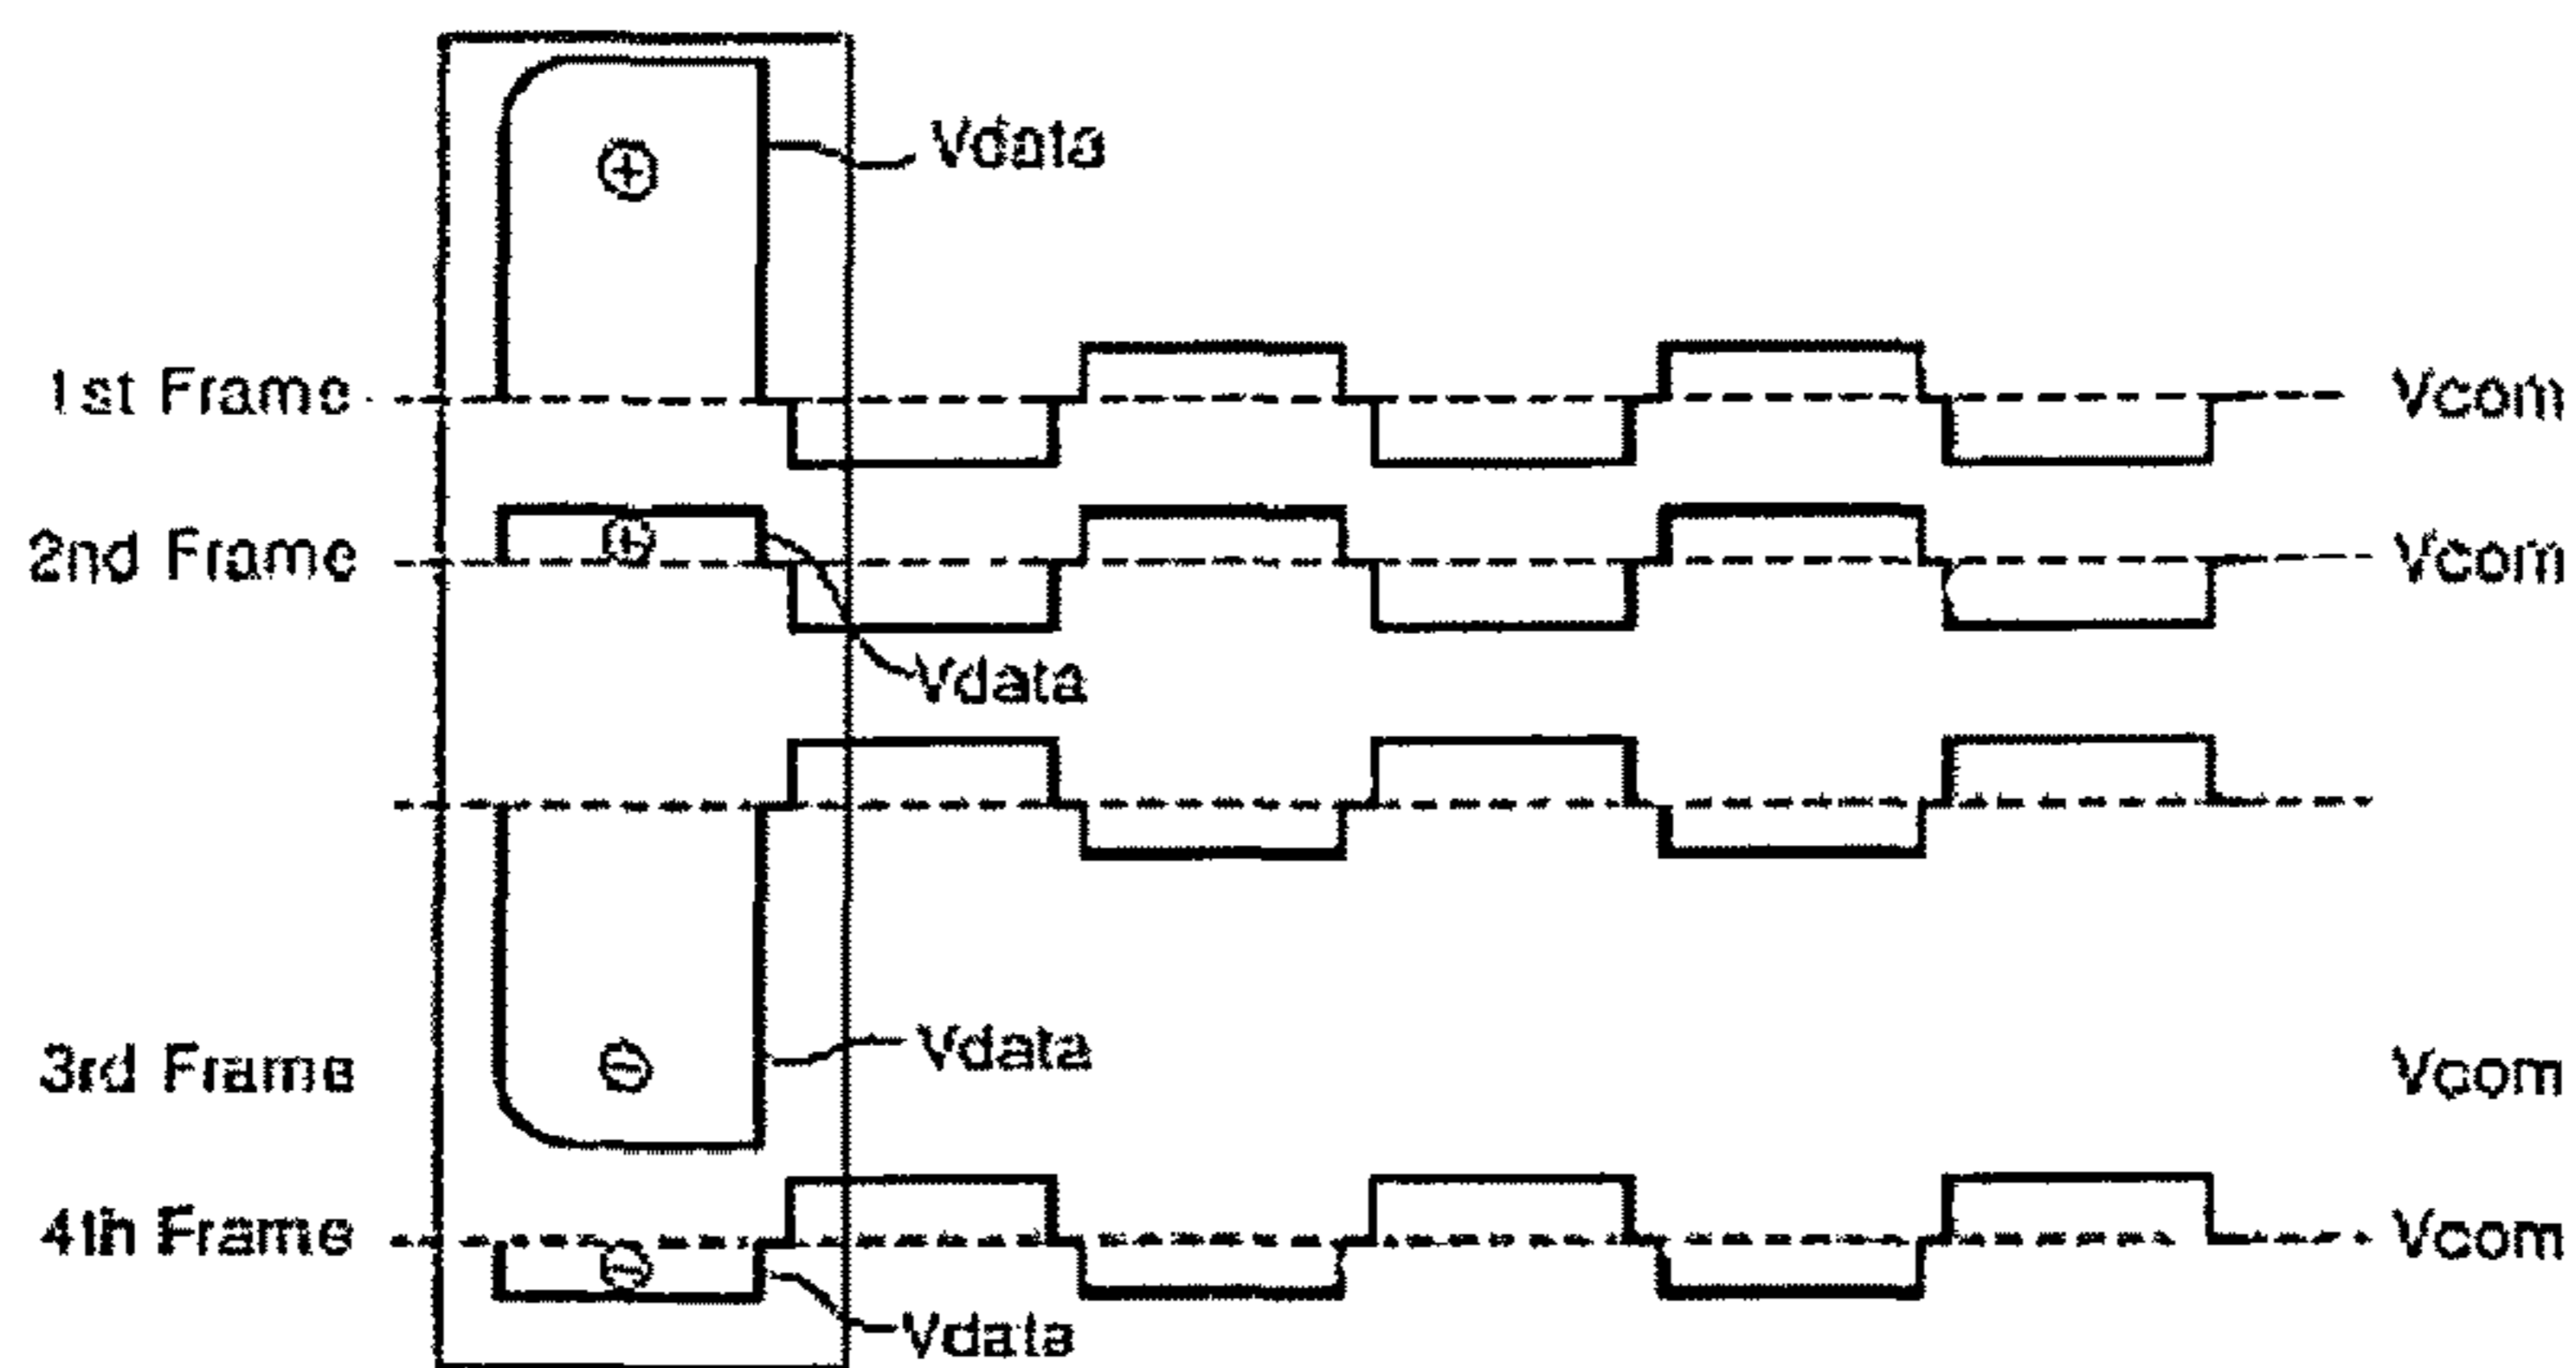 Vdata
1st Frame
Vcom
2nd Frame
Vcom
Vdata
3rd Frame
Vdata
Vcom
4th Frame
Vcom
Vdata